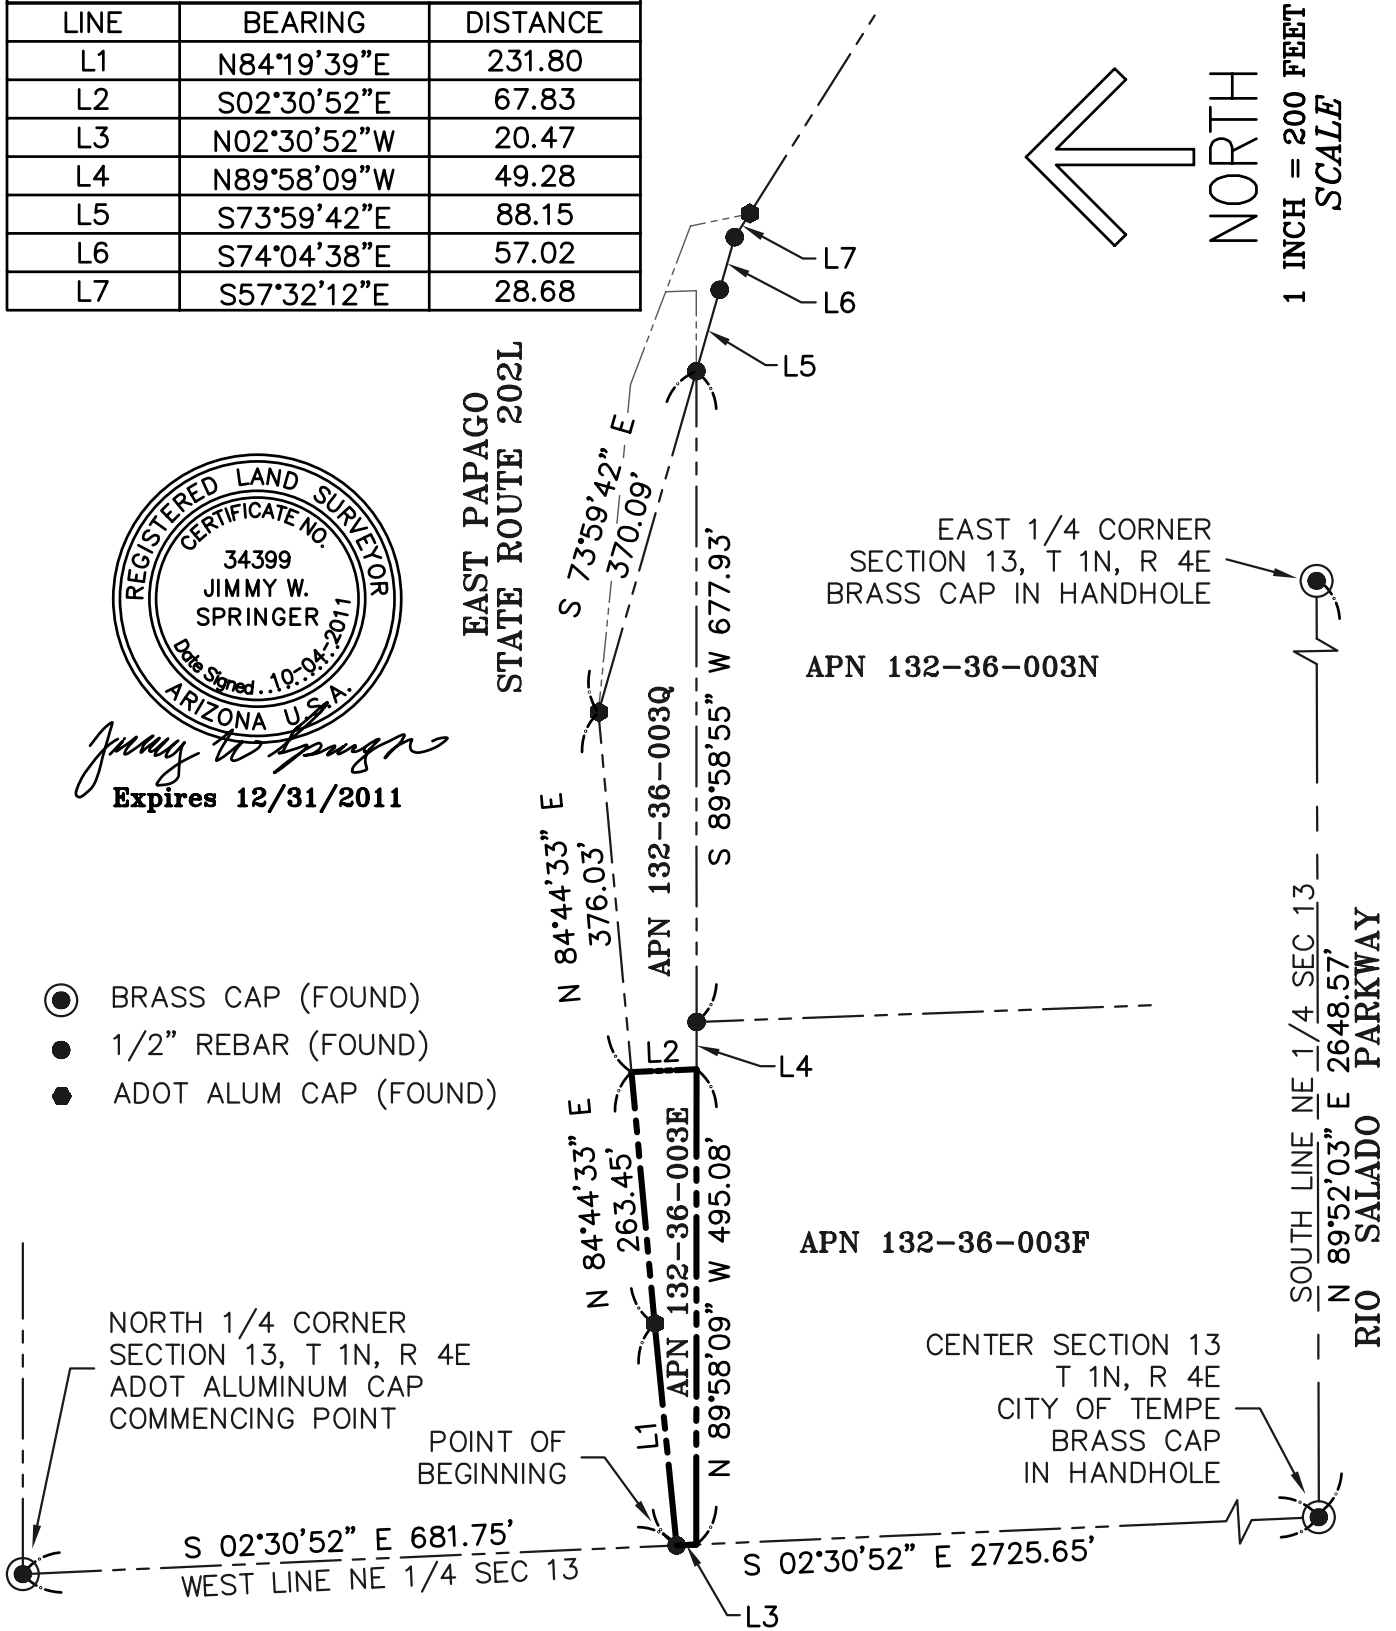 LINE BEARING DISTANCE
L1 N84°19'39"E 231.80
L2 S02°30'52"E 67.83
L3 N02°30'52"W 20.47
L4 N89°58'09"W 49.28
L5 S73°59'42"E 88.15
L6 S74°04'38"E 57.02
L7 S57°32'12"E 28.68
NORTH
1 INCH = 200 FEET
SCALE
L7
L6
L5
EAST PAPAGO
STATE ROUTE 202L
S 73°59'42" E
370.09'
REGISTERED LAND SURVEYOR
CERTIFICATE NO.
34399
JIMMY W.
SPRINGER
Date Signed..10-04-2011
ARIZONA U.S.A.
Jimmy W Springer
Expires 12/31/2011
EAST 1/4 CORNER
SECTION 13, T 1N, R 4E
BRASS CAP IN HANDHOLE
APN 132-36-003N
S 89°58'55" W 677.93'
APN 132-36-003Q
N 84°44'33" E
376.03'
BRASS CAP (FOUND)
1/2" REBAR (FOUND)
ADOT ALUM CAP (FOUND)
L2
L4
N 84°44'33" E
263.45'
APN 132-36-003E
N 89°58'09" W 495.08'
APN 132-36-003F
SOUTH LINE NE 1/4 SEC 13
N 89°52'03" E 2648.57'
RIO SALADO PARKWAY
NORTH 1/4 CORNER
SECTION 13, T 1N, R 4E
ADOT ALUMINUM CAP
COMMENCING POINT
CENTER SECTION 13
T 1N, R 4E
CITY OF TEMPE
BRASS CAP
IN HANDHOLE
L1
POINT OF
BEGINNING
S 02°30'52" E 681.75'
WEST LINE NE 1/4 SEC 13
S 02°30'52" E 2725.65'
L3